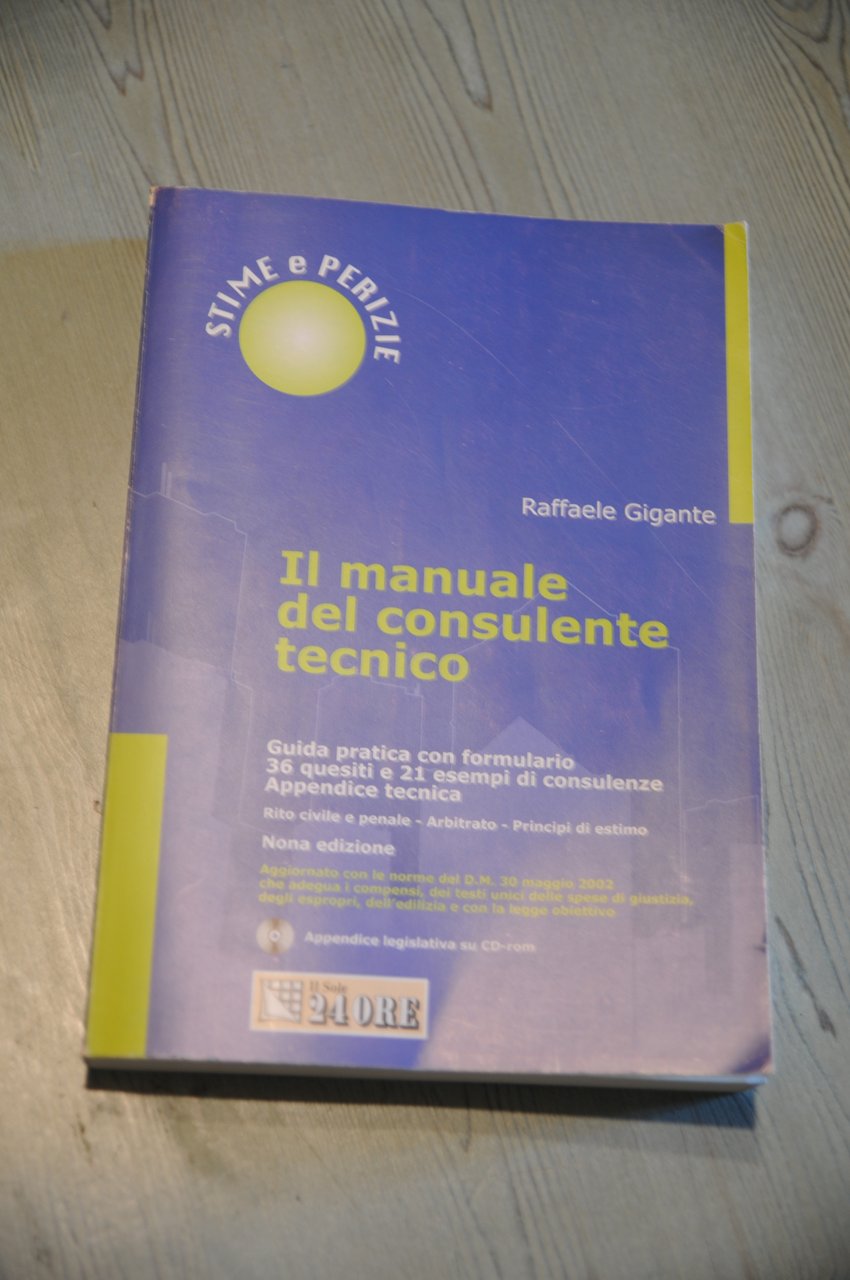 STIME e PERIZIE
Raffaele Gigante
Il manuale
del consulente
tecnico
Guida pratica con formulario
36 quesiti e 21 esempi di consulenze
Appendice tecnica
Rito civile e penale - Arbitrato - Principi di estimo
Nona edizione
Aggiornato con le norme del D.M. 30 maggio 2002
che adegua i compensi, dei testi unici delle spese di giustizia,
degli espropri, dell'edilizia e con la legge obiettivo
Appendice legislativa su CD-rom
Il Sole
24 ORE